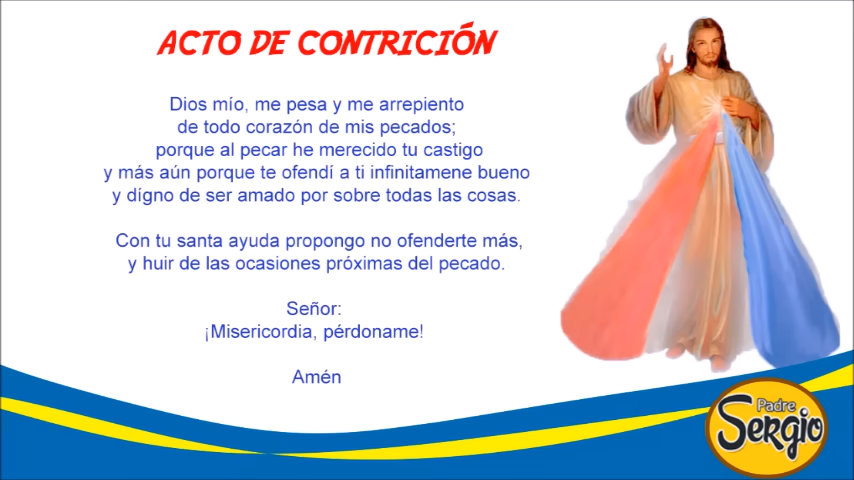 ACTO DE CONTRICIÓN
Dios mío, me pesa y me arrepiento
de todo corazón de mis pecados;
porque al pecar he merecido tu castigo
y más aún porque te ofendí a ti infinitamene bueno
y dígno de ser amado por sobre todas las cosas.
Con tu santa ayuda propongo no ofenderte más,
y huir de las ocasiones próximas del pecado.
Señor:
¡Misericordia, pérdoname!
Amén
Padre
Sergio